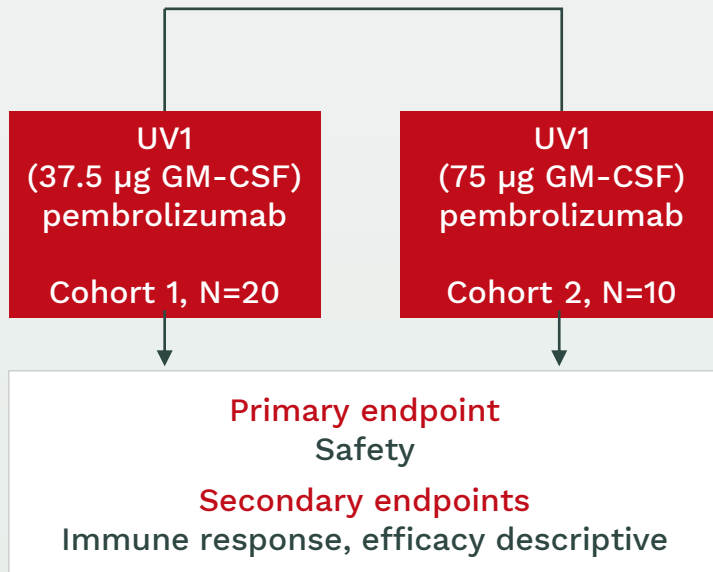 UV1
(37.5 µg GM-CSF)
pembrolizumab
Cohort 1, N=20
UV1
(75 µg GM-CSF)
pembrolizumab
Cohort 2, N=10
Primary endpoint
Safety
Secondary endpoints
Immune response, efficacy descriptive